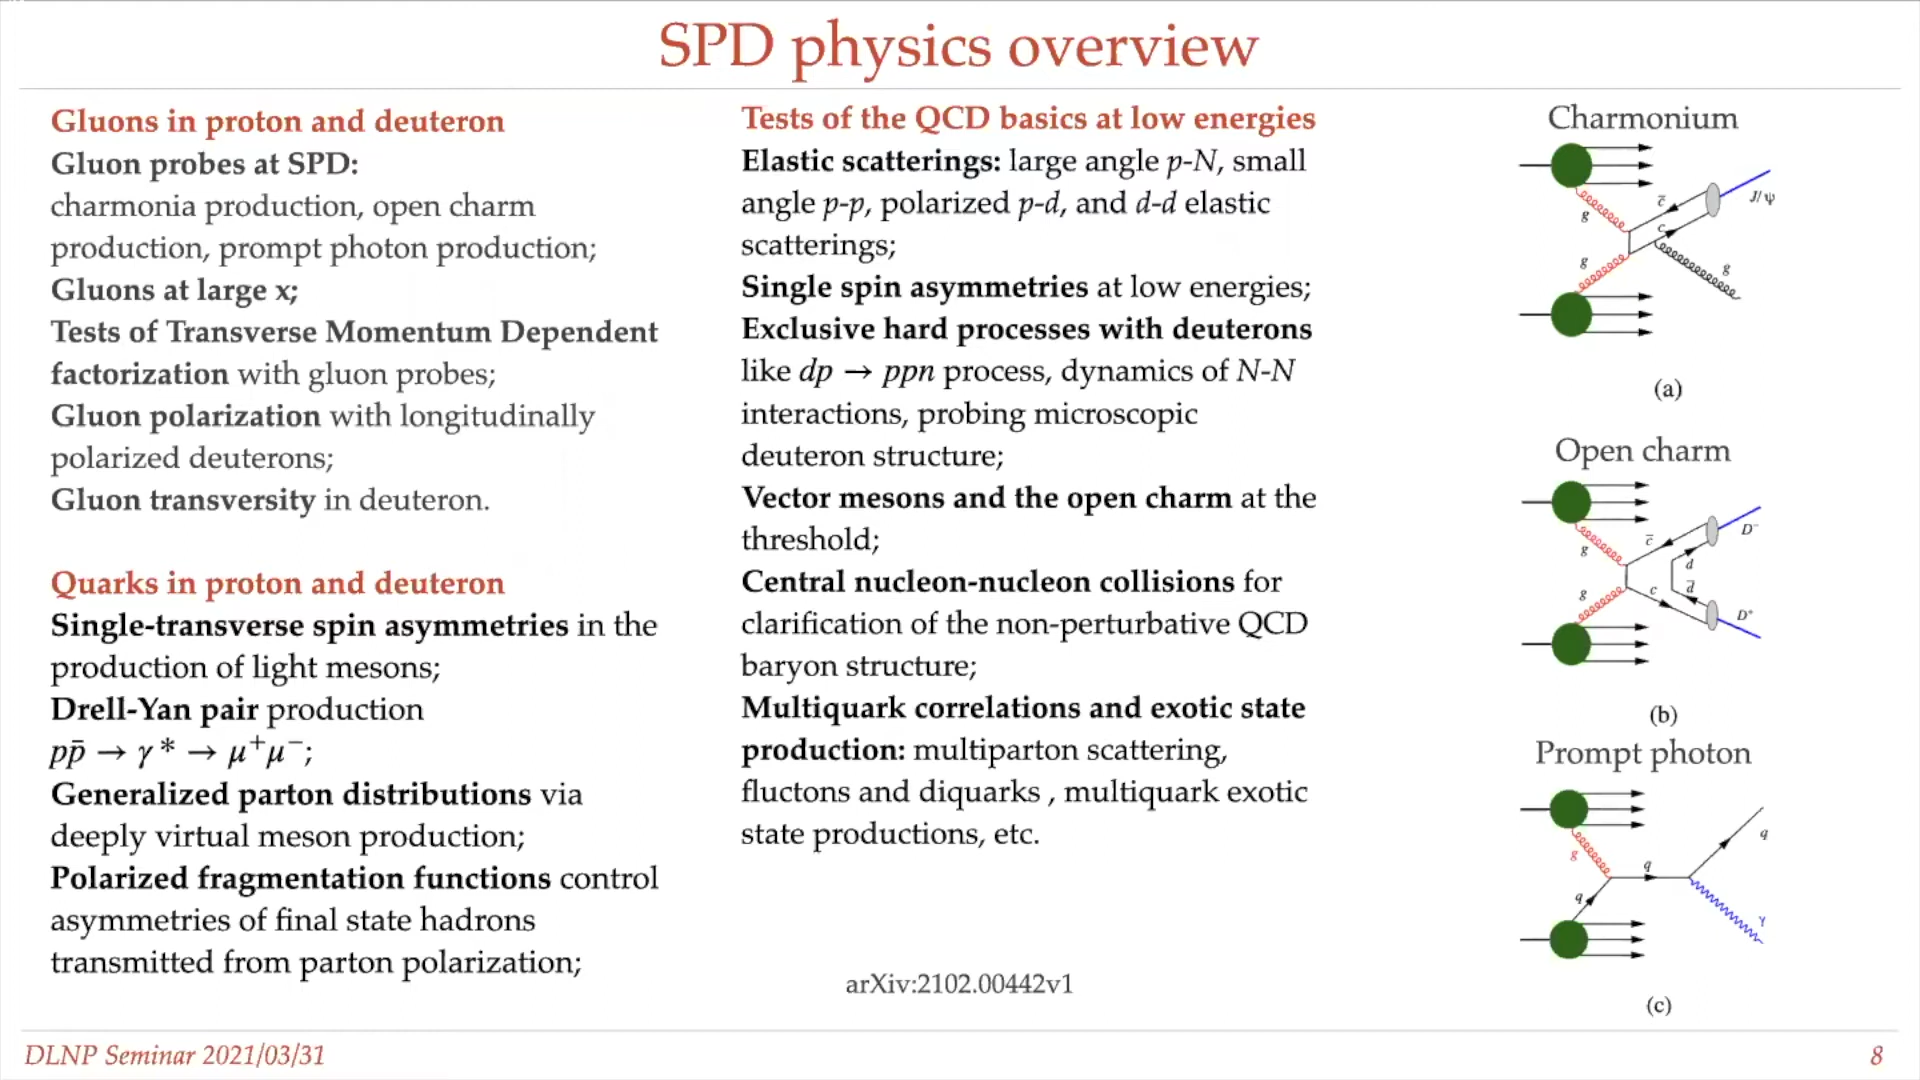 SPD physics overview
Gluons in proton and deuteron
Gluon probes at SPD:
charmonia production, open charm
production, prompt photon production;
Gluons at large x;
Tests of Transverse Momentum Dependent
factorization with gluon probes;
Gluon polarization with longitudinally
polarized deuterons;
Gluon transversity in deuteron.
Quarks in proton and deuteron
Single-transverse spin asymmetries in the
production of light mesons;
Drell-Yan pair production
pp̄ → γ* → μ⁺μ⁻;
Generalized parton distributions via
deeply virtual meson production;
Polarized fragmentation functions control
asymmetries of final state hadrons
transmitted from parton polarization;
Tests of the QCD basics at low energies
Elastic scatterings: large angle p-N, small
angle p-p, polarized p-d, and d-d elastic
scatterings;
Single spin asymmetries at low energies;
Exclusive hard processes with deuterons
like dp → ppn process, dynamics of N-N
interactions, probing microscopic
deuteron structure;
Vector mesons and the open charm at the
threshold;
Central nucleon-nucleon collisions for
clarification of the non-perturbative QCD
baryon structure;
Multiquark correlations and exotic state
production: multiparton scattering,
fluctons and diquarks , multiquark exotic
state productions, etc.
arXiv:2102.00442v1
Charmonium
c̄
J/ψ
g
c
g
g
(a)
Open charm
D⁻
c̄
g
d
d̄
g
c
D⁺
(b)
Prompt photon
q
g
q
q
γ
(c)
DLNP Seminar 2021/03/31
8